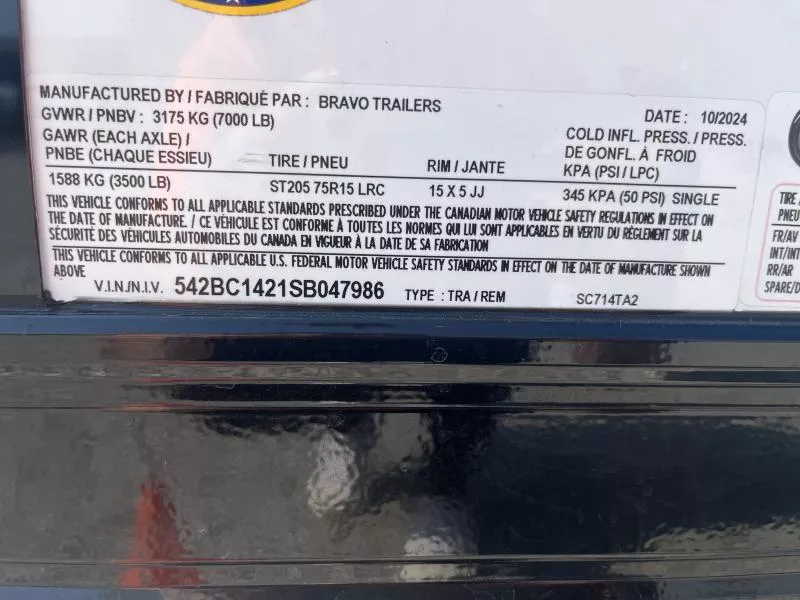 MANUFACTURED BY / FABRIQUÉ PAR : BRAVO TRAILERS
GVWR / PNBV : 3175 KG (7000 LB)
DATE : 10/2024
GAWR (EACH AXLE) /
PNBE (CHAQUE ESSIEU)
TIRE / PNEU
RIM / JANTE
COLD INFL. PRESS. / PRESS.
DE GONFL. À FROID
KPA (PSI / LPC)
1588 KG (3500 LB)
ST205 75R15 LRC
15 X 5 JJ
345 KPA (50 PSI) SINGLE
THIS VEHICLE CONFORMS TO ALL APPLICABLE STANDARDS PRESCRIBED UNDER THE CANADIAN MOTOR VEHICLE SAFETY REGULATIONS IN EFFECT ON
THE DATE OF MANUFACTURE. / CE VÉHICULE EST CONFORME À TOUTES LES NORMES QUI LUI SONT APPLICABLES EN VERTU DU RÉGLEMENT SUR LA
SÉCURITÉ DES VÉHICULES AUTOMOBILES DU CANADA EN VIGUEUR À LA DATE DE SA FABRICATION
THIS VEHICLE CONFORMS TO ALL APPLICABLE U.S. FEDERAL MOTOR VEHICLE SAFETY STANDARDS IN EFFECT ON THE DATE OF MANUFACTURE SHOWN
ABOVE
V.I.N./N.I.V. 542BC1421SB047986 TYPE : TRA / REM SC714TA2
TIRE /
PNEU
FR/AV
INT/INT
RR/AR
SPARE/D